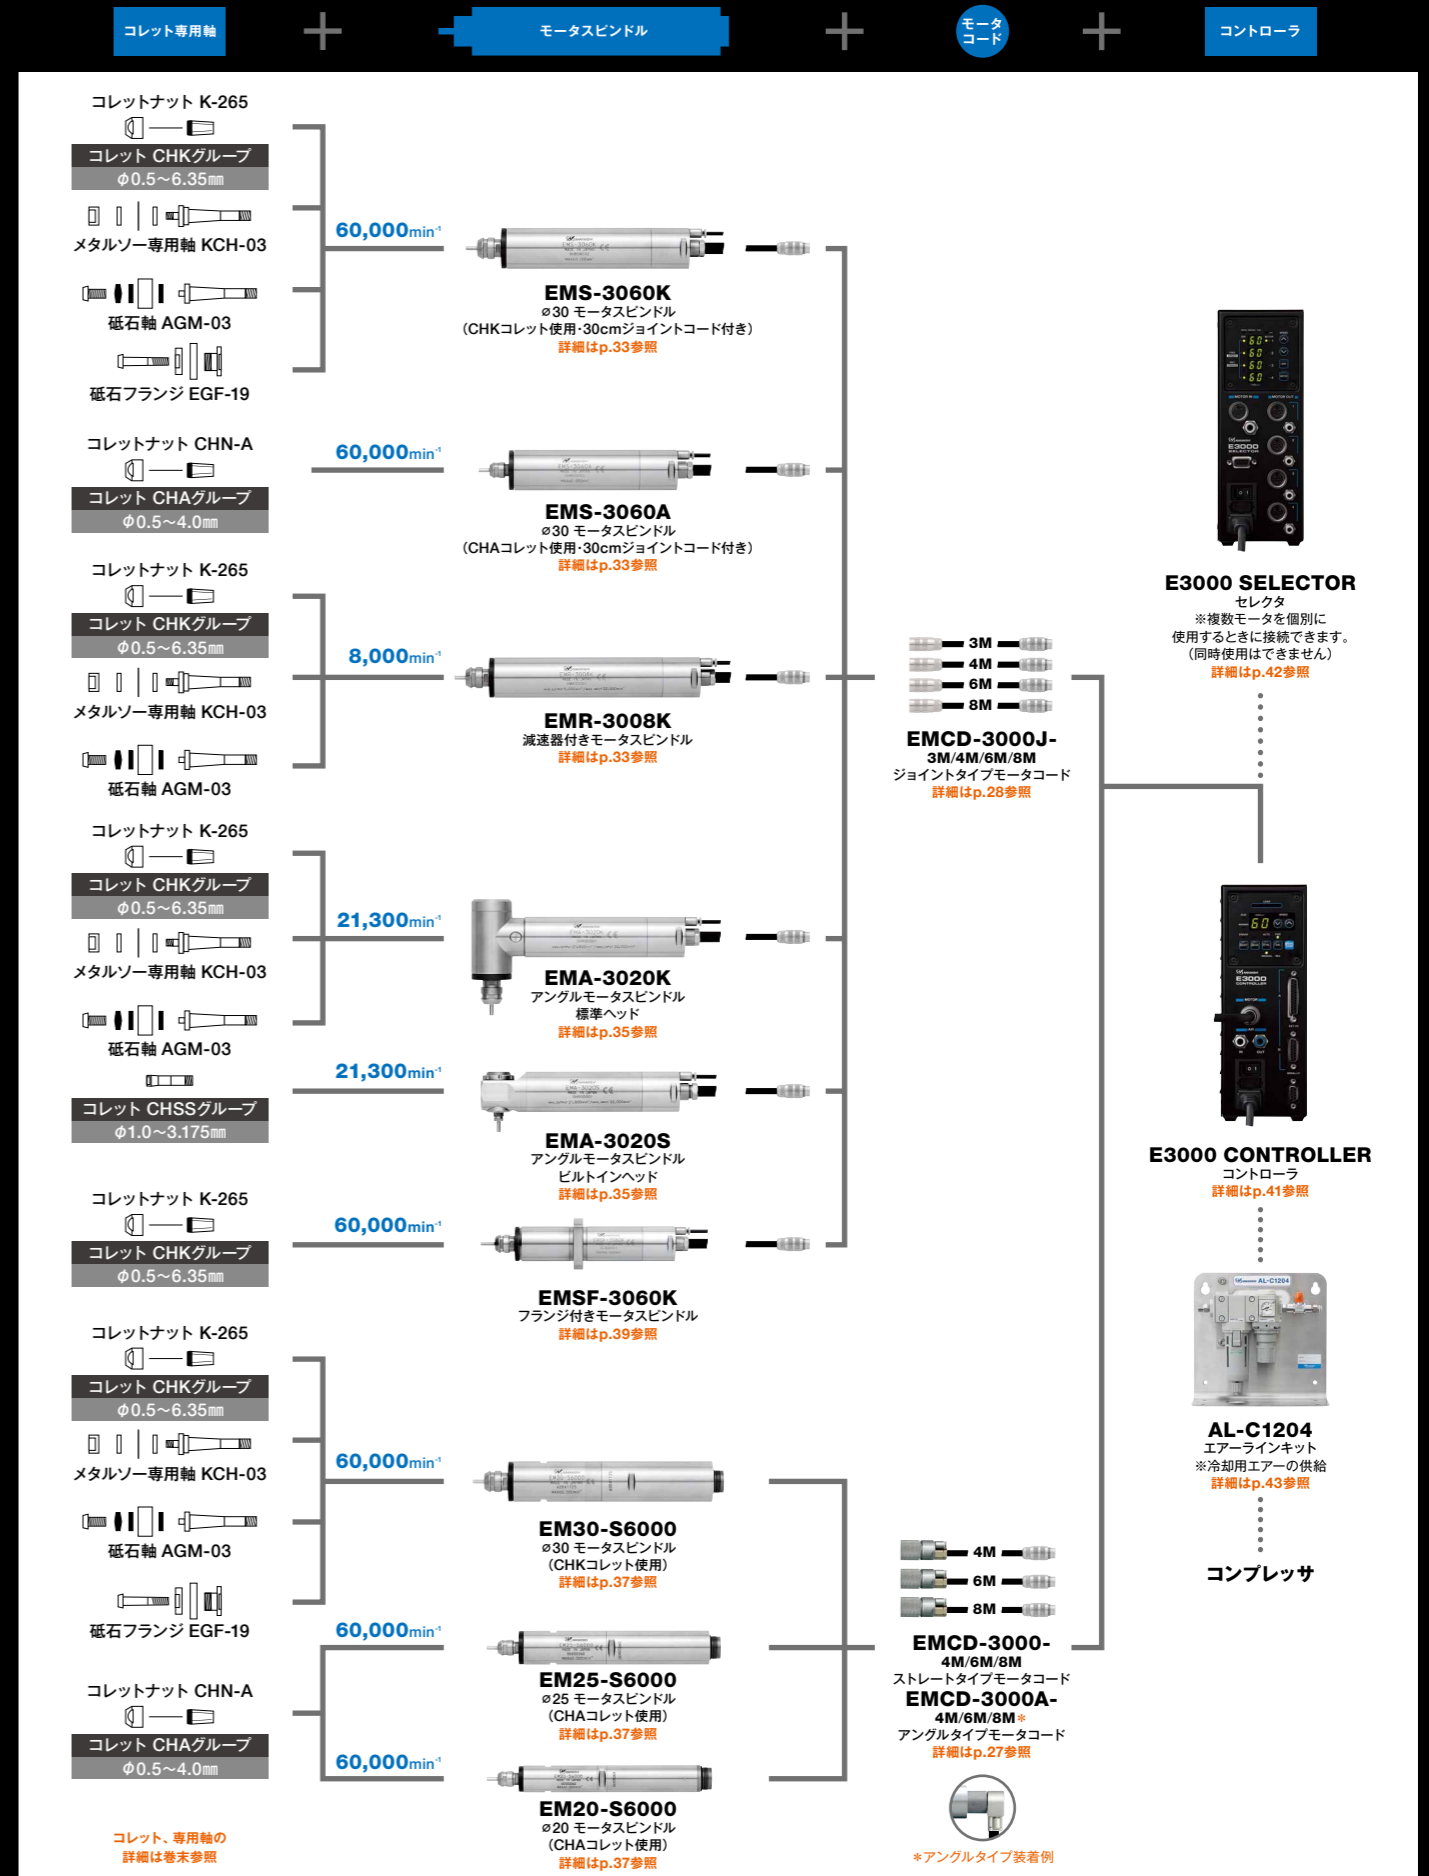 コレット専用軸
モータスピンドル
モータ
コード
コントローラ
コレットナット K-265
コレット CHKグループ
φ0.5〜6.35㎜
メタルソー専用軸 KCH-03
砥石軸 AGM-03
砥石フランジ EGF-19
60,000min⁻¹
EMS-3060K
ø30 モータスピンドル
（CHKコレット使用・30cmジョイントコード付き）
詳細はp.33参照
コレットナット CHN-A
コレット CHAグループ
φ0.5〜4.0㎜
60,000min⁻¹
EMS-3060A
ø30 モータスピンドル
（CHAコレット使用・30cmジョイントコード付き）
詳細はp.33参照
コレットナット K-265
コレット CHKグループ
φ0.5〜6.35㎜
メタルソー専用軸 KCH-03
砥石軸 AGM-03
8,000min⁻¹
EMR-3008K
減速器付きモータスピンドル
詳細はp.33参照
コレットナット K-265
コレット CHKグループ
φ0.5〜6.35㎜
メタルソー専用軸 KCH-03
砥石軸 AGM-03
21,300min⁻¹
EMA-3020K
アングルモータスピンドル
標準ヘッド
詳細はp.35参照
コレット CHSSグループ
φ1.0〜3.175㎜
21,300min⁻¹
EMA-3020S
アングルモータスピンドル
ビルトインヘッド
詳細はp.35参照
コレットナット K-265
コレット CHKグループ
φ0.5〜6.35㎜
60,000min⁻¹
EMSF-3060K
フランジ付きモータスピンドル
詳細はp.39参照
コレットナット K-265
コレット CHKグループ
φ0.5〜6.35㎜
メタルソー専用軸 KCH-03
砥石軸 AGM-03
砥石フランジ EGF-19
60,000min⁻¹
EM30-S6000
ø30 モータスピンドル
（CHKコレット使用）
詳細はp.37参照
コレットナット CHN-A
コレット CHAグループ
φ0.5〜4.0㎜
60,000min⁻¹
EM25-S6000
ø25 モータスピンドル
（CHAコレット使用）
詳細はp.37参照
60,000min⁻¹
EM20-S6000
ø20 モータスピンドル
（CHAコレット使用）
詳細はp.37参照
コレット、専用軸の
詳細は巻末参照
3M
4M
6M
8M
EMCD-3000J-
3M/4M/6M/8M
ジョイントタイプモータコード
詳細はp.28参照
4M
6M
8M
EMCD-3000-
4M/6M/8M
ストレートタイプモータコード
EMCD-3000A-
4M/6M/8M＊
アングルタイプモータコード
詳細はp.27参照
＊アングルタイプ装着例
60
60
60
60
MOTOR IN
MOTOR OUT
E3000
SELECTOR
E3000 SELECTOR
セレクタ
※複数モータを個別に
使用するときに接続できます。
（同時使用はできません）
詳細はp.42参照
60
E3000
CONTROLLER
MOTOR
IN
OUT
E3000 CONTROLLER
コントローラ
詳細はp.41参照
AL-C1204
AL-C1204
エアーラインキット
※冷却用エアーの供給
詳細はp.43参照
コンプレッサ